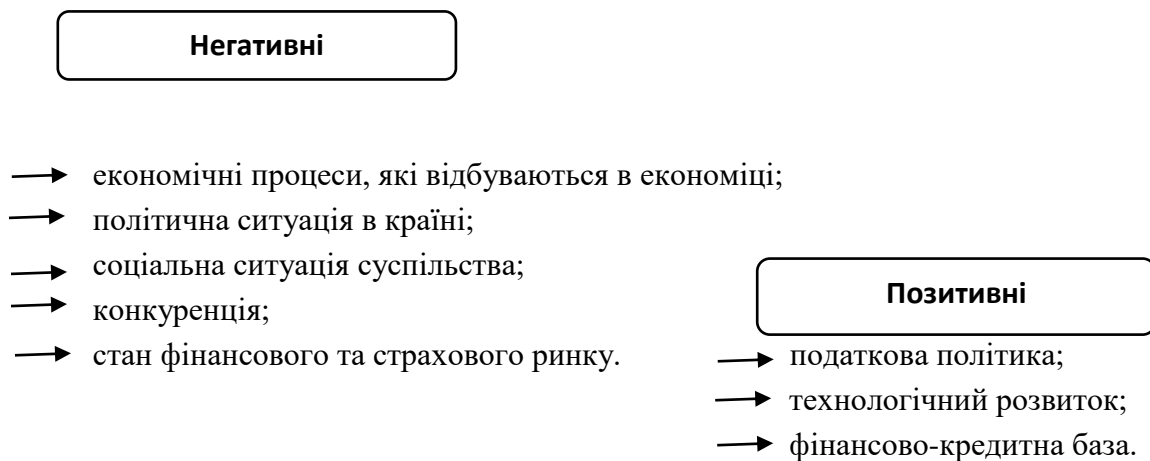 Негативні
економічні процеси, які відбуваються в економіці;
політична ситуація в країні;
соціальна ситуація суспільства;
конкуренція;
стан фінансового та страхового ринку.
Позитивні
податкова політика;
технологічний розвиток;
фінансово-кредитна база.